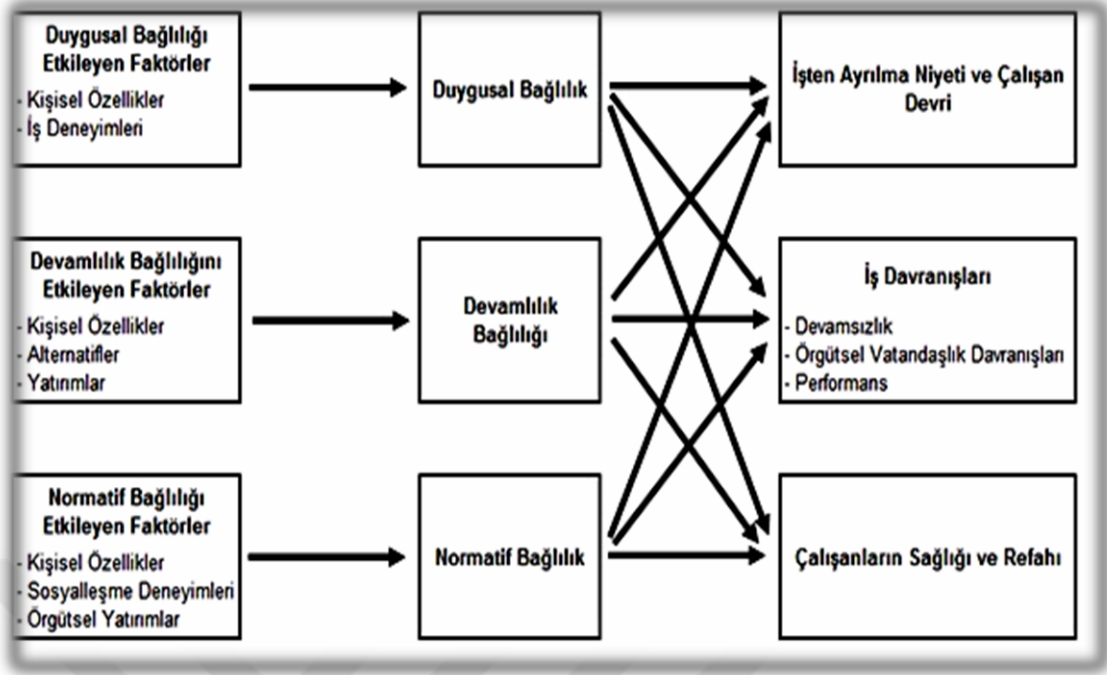 Duygusal Bağlılığı
Etkileyen Faktörler
- Kişisel Özellikler
- İş Deneyimleri
Duygusal Bağlılık
İşten Ayrılma Niyeti ve Çalışan
Devri
Devamlılık Bağlılığını
Etkileyen Faktörler
- Kişisel Özellikler
- Alternatifler
- Yatırımlar
Devamlılık
Bağlılığı
İş Davranışları
- Devamsızlık
- Örgütsel Vatandaşlık Davranışları
- Performans
Normatif Bağlılığı
Etkileyen Faktörler
- Kişisel Özellikler
- Sosyalleşme Deneyimleri
- Örgütsel Yatırımlar
Normatif Bağlılık
Çalışanların Sağlığı ve Refahı